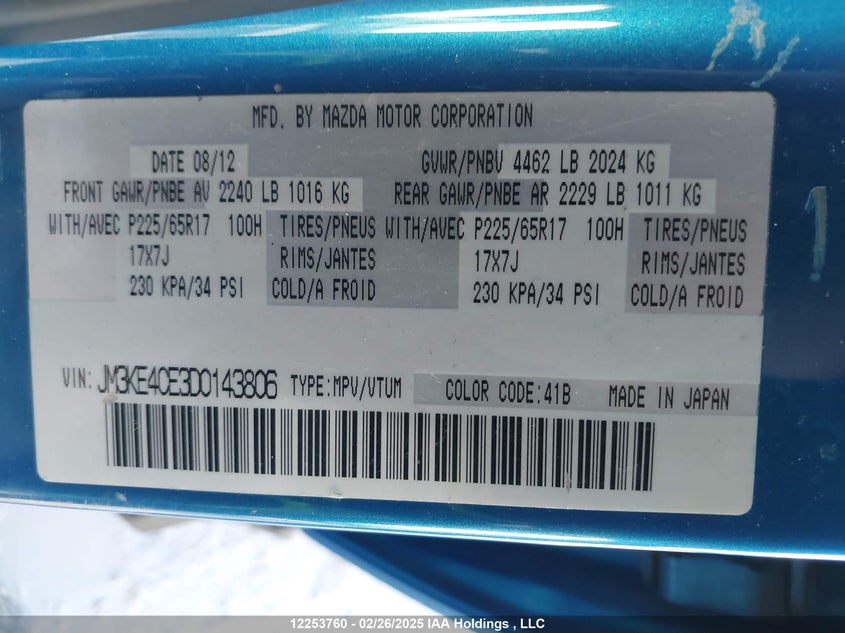 MFD. BY MAZDA MOTOR CORPORATION
DATE 08/12 GVWR/PNBV 4462 LB 2024 KG
FRONT GAWR/PNBE AV 2240 LB 1016 KG REAR GAWR/PNBE AR 2229 LB 1011 KG
WITH/AVEC P225/65R17 100H TIRES/PNEUS WITH/AVEC P225/65R17 100H TIRES/PNEUS
17X7J RIMS/JANTES 17X7J RIMS/JANTES
230 KPA/34 PSI COLD/A FROID 230 KPA/34 PSI COLD/A FROID
VIN: JM3KE4CE3D0143806 TYPE:MPV/VTUM COLOR CODE:41B MADE IN JAPAN
12253760 - 02/26/2025 IAA Holdings , LLC